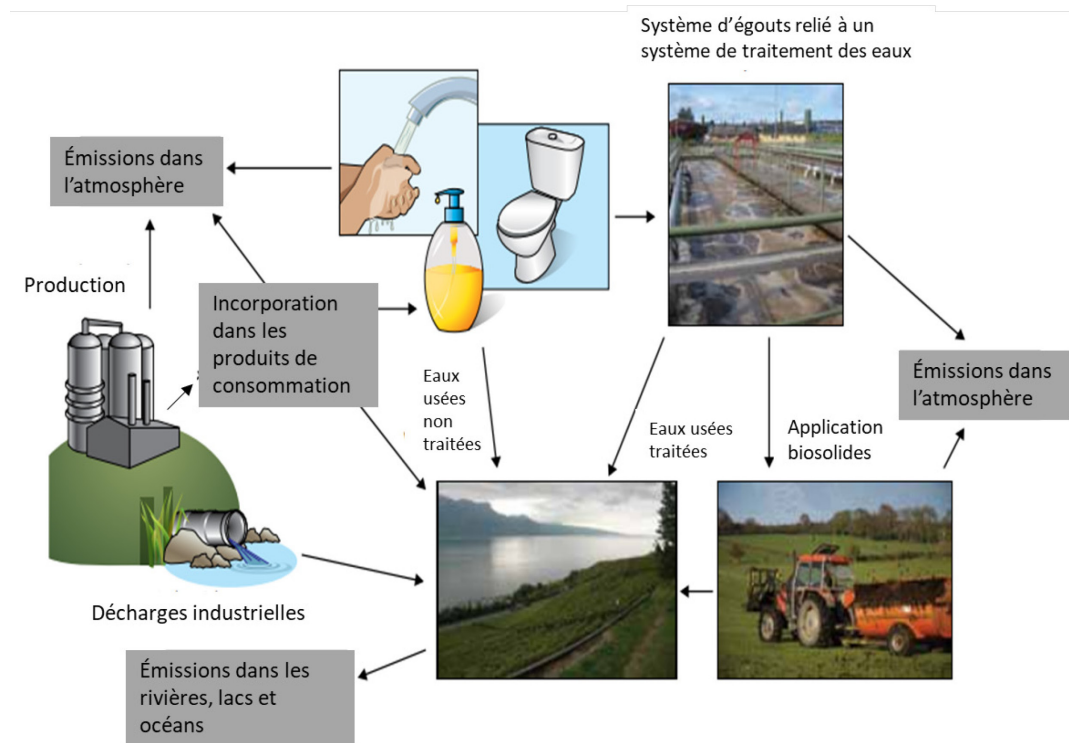 Système d'égouts relié à un
système de traitement des eaux
Émissions dans
l'atmosphère
Production
Incorporation
dans les
produits de
consommation
Eaux
usées
non
traitées
Eaux usées
traitées
Application
biosolides
Émissions dans
l'atmosphère
Décharges industrielles
Émissions dans les
rivières, lacs et
océans